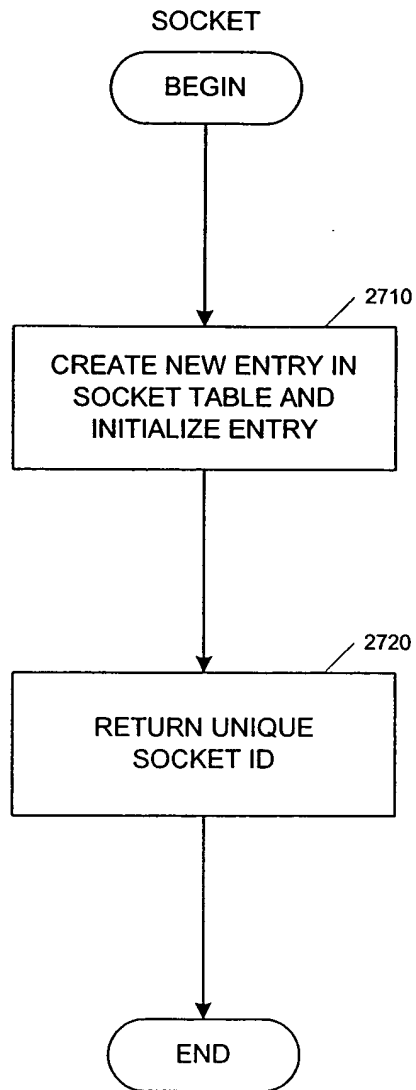 SOCKET
BEGIN
2710
CREATE NEW ENTRY IN
SOCKET TABLE AND
INITIALIZE ENTRY
2720
RETURN UNIQUE
SOCKET ID
END